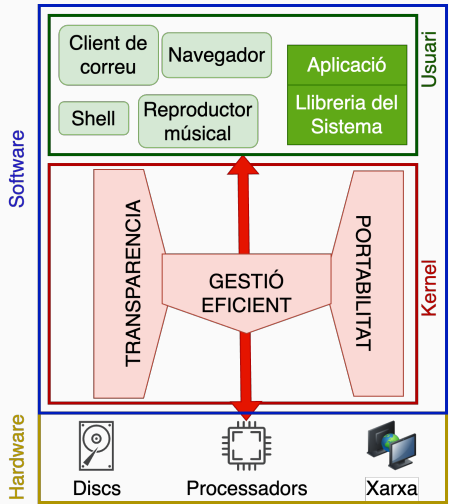 Client de
correu
Navegador
Aplicació
Shell
Reproductor
músical
Llibreria del
Sistema
Usuari
Software
TRANSPARENCIA
GESTIÓ
EFICIENT
PORTABILITAT
Kernel
Hardware
Discs
Processadors
Xarxa